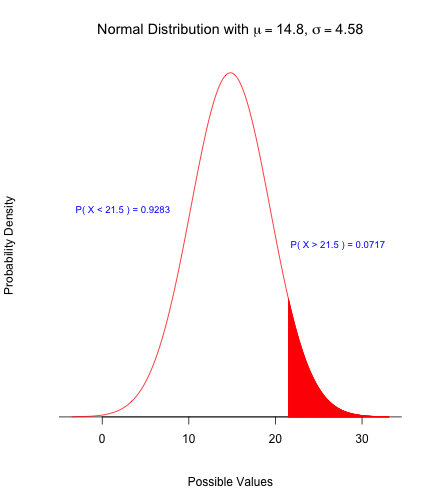 Normal Distribution with μ = 14.8, σ = 4.58
P( X < 21.5 ) = 0.9283
P( X > 21.5 ) = 0.0717
Probability Density
0 10 20 30
Possible Values